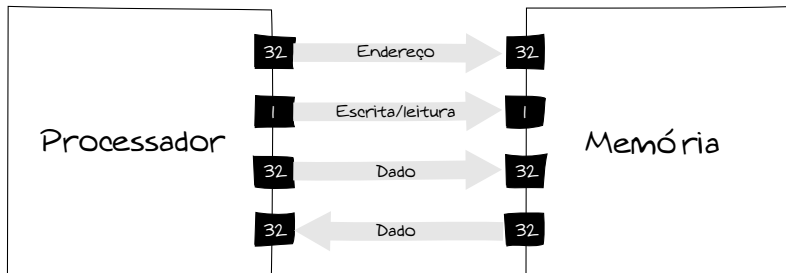 32 Endereço 32
1 Escrita/leitura 1
Processador
Memória
32 Dado 32
32 Dado 32